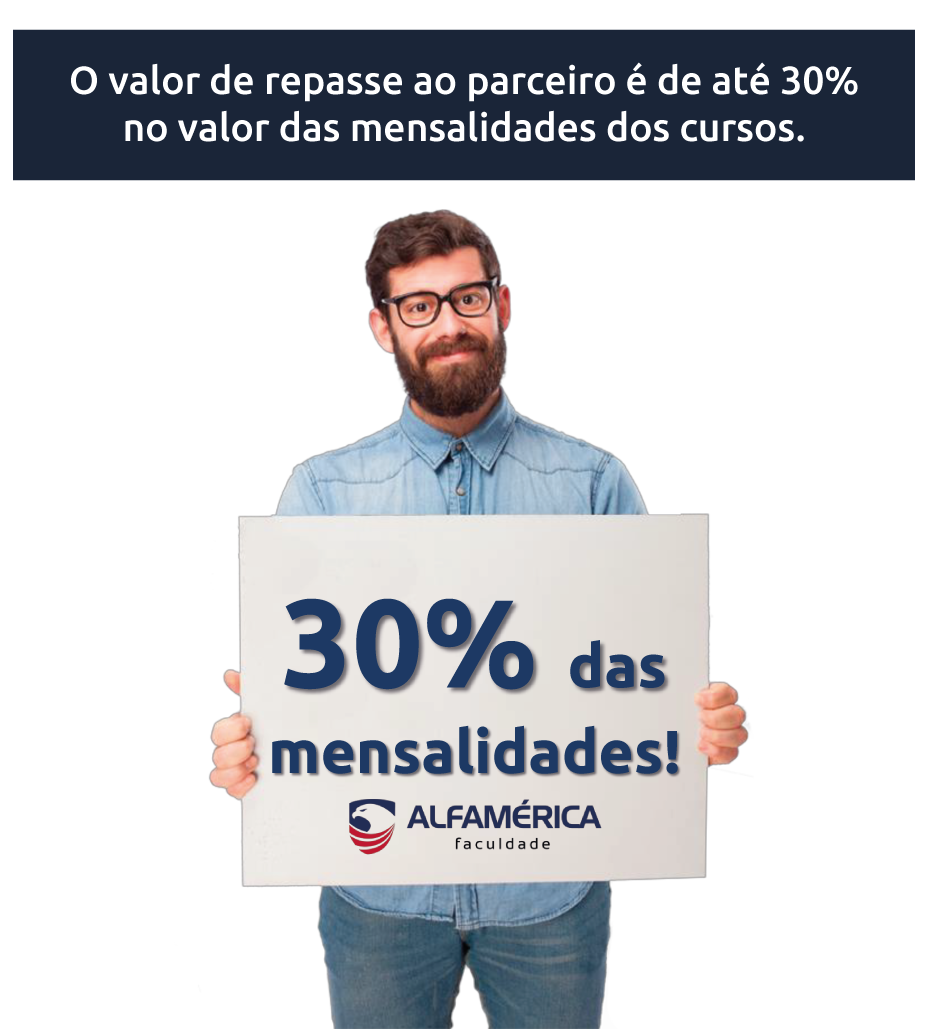 O valor de repasse ao parceiro é de até 30%
no valor das mensalidades dos cursos.
30% das
mensalidades!
ALFAMÉRICA
faculdade